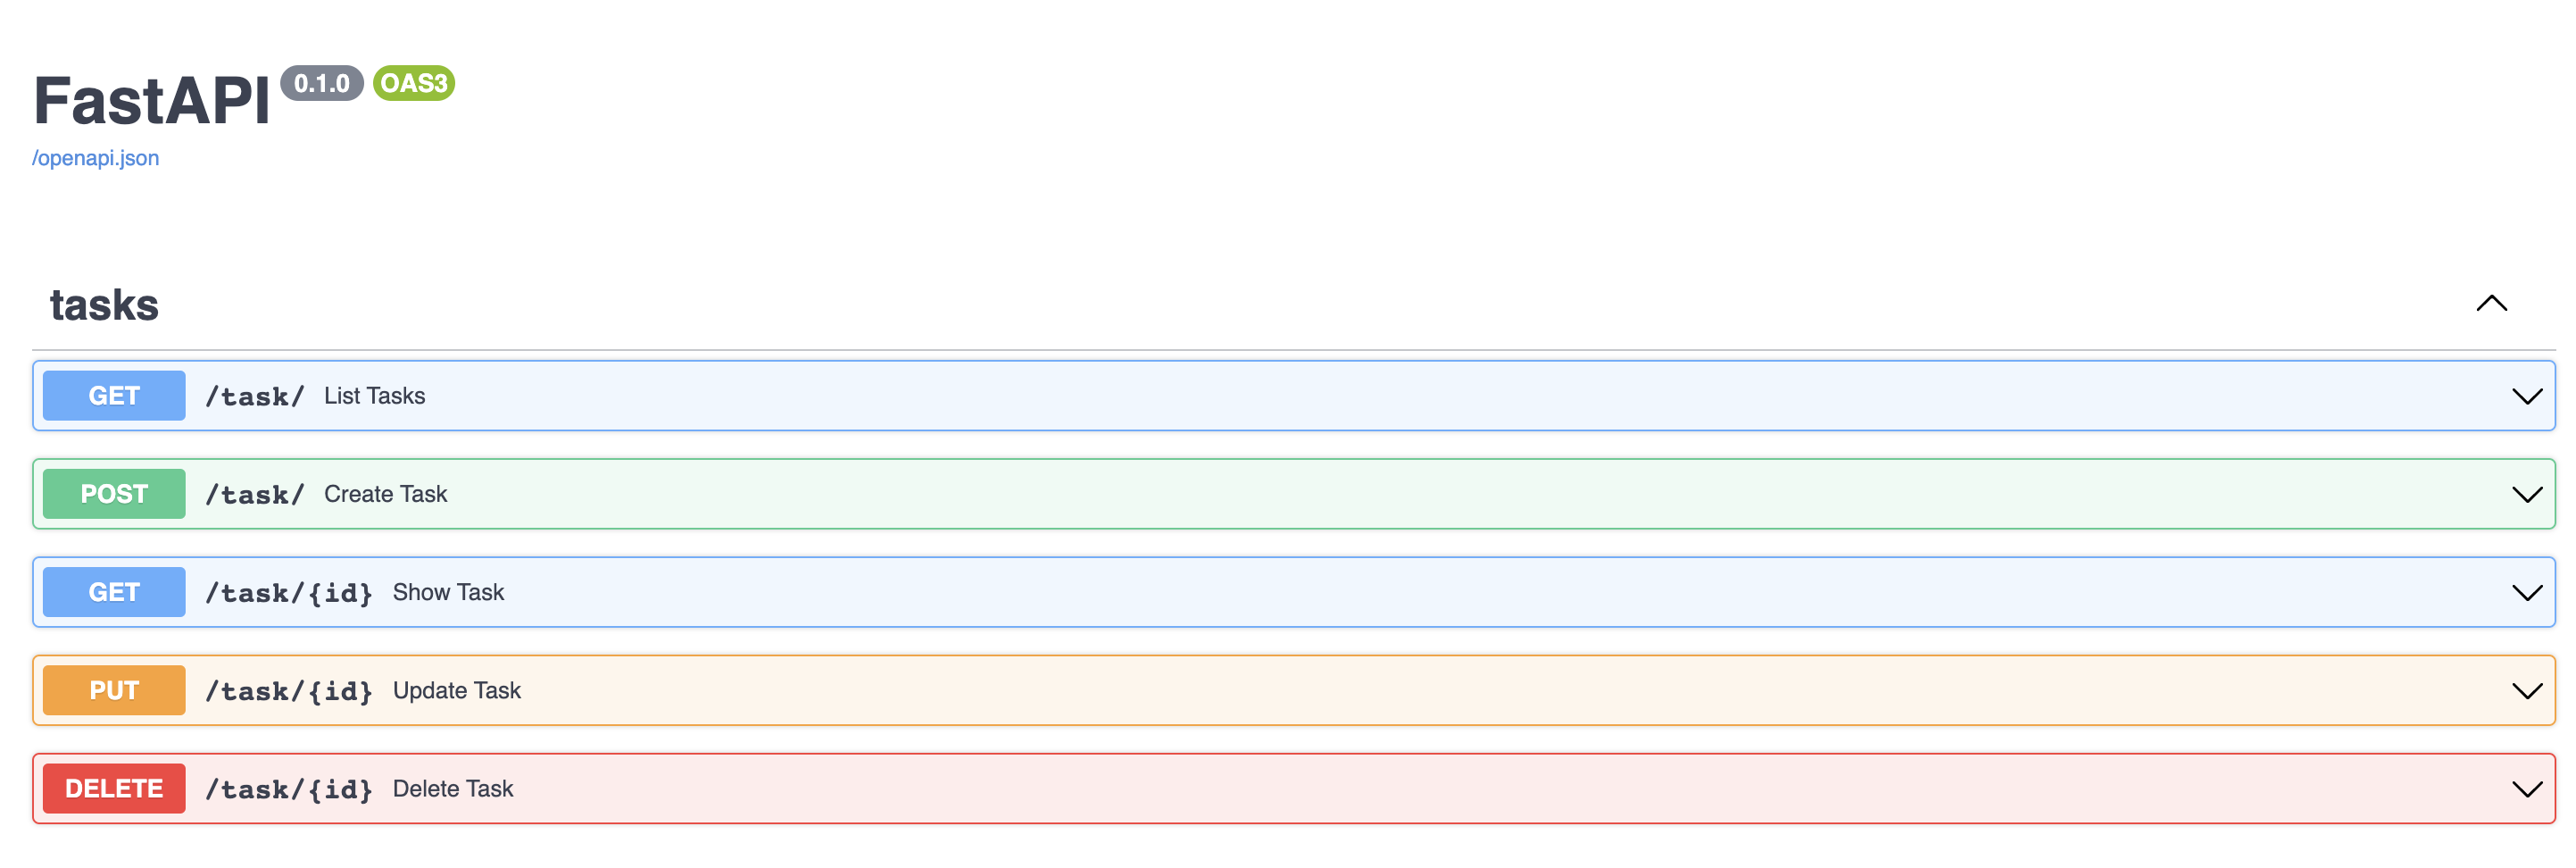 FastAPI 0.1.0 OAS3
/openapi.json
tasks
GET /task/ List Tasks
POST /task/ Create Task
GET /task/{id} Show Task
PUT /task/{id} Update Task
DELETE /task/{id} Delete Task